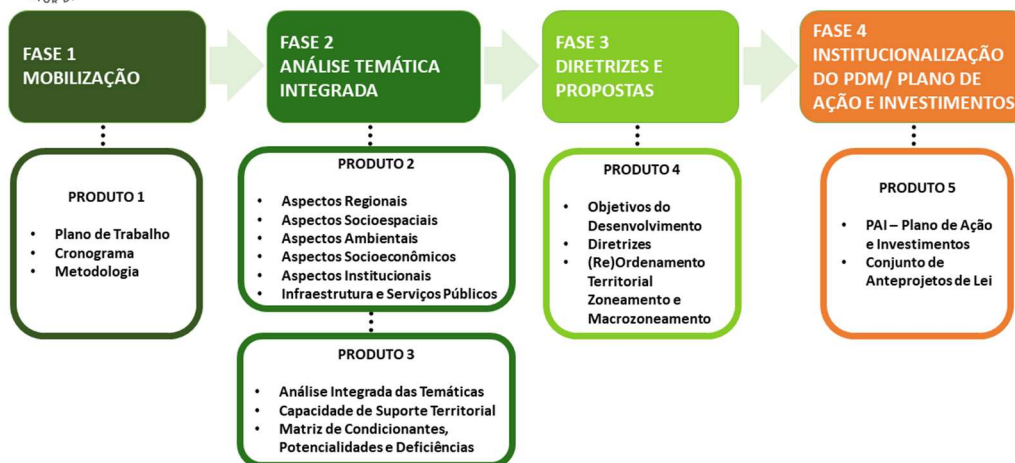 FASE 1
MOBILIZAÇÃO
FASE 2
ANÁLISE TEMÁTICA
INTEGRADA
FASE 3
DIRETRIZES E
PROPOSTAS
FASE 4
INSTITUCIONALIZAÇÃO
DO PDM/ PLANO DE
AÇÃO E INVESTIMENTOS
PRODUTO 1
• Plano de Trabalho
• Cronograma
• Metodologia
PRODUTO 2
• Aspectos Regionais
• Aspectos Socioespaciais
• Aspectos Ambientais
• Aspectos Socioeconômicos
• Aspectos Institucionais
• Infraestrutura e Serviços Públicos
PRODUTO 3
• Análise Integrada das Temáticas
• Capacidade de Suporte Territorial
• Matriz de Condicionantes,
Potencialidades e Deficiências
PRODUTO 4
• Objetivos do
Desenvolvimento
• Diretrizes
• (Re)Ordenamento
Territorial
Zoneamento e
Macrozoneamento
PRODUTO 5
• PAI – Plano de Ação
e Investimentos
• Conjunto de
Anteprojetos de Lei